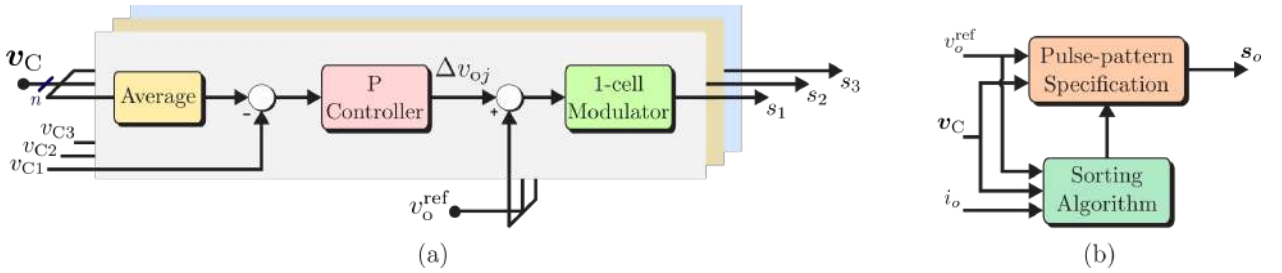 v_C
n
Average
-
P
Controller
Δv_oj
+
1-cell
Modulator
s_3
s_2
s_1
v_C3
v_C2
v_C1
v_o^ref
(a)
v_o^ref
Pulse-pattern
Specification
s_o
v_C
Sorting
Algorithm
i_o
(b)